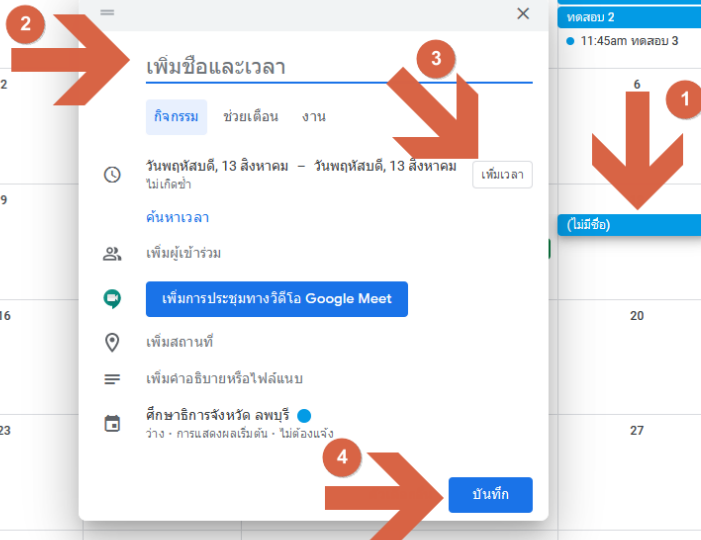 2
ทดสอบ 2
11:45am ทดสอบ 3
เพิ่มชื่อและเวลา
3
2
6
1
กิจกรรม ช่วยเตือน งาน
วันพฤหัสบดี, 13 สิงหาคม – วันพฤหัสบดี, 13 สิงหาคม
เพิ่มเวลา
ไม่เกิดซ้ำ
9
ค้นหาเวลา
(ไม่มีชื่อ)
เพิ่มผู้เข้าร่วม
เพิ่มการประชุมทางวิดีโอ Google Meet
16
20
เพิ่มสถานที่
เพิ่มคำอธิบายหรือไฟล์แนบ
ศึกษาธิการจังหวัด ลพบุรี
23
27
ว่าง · การแสดงผลเริ่มต้น · ไม่ต้องแจ้ง
4
บันทึก